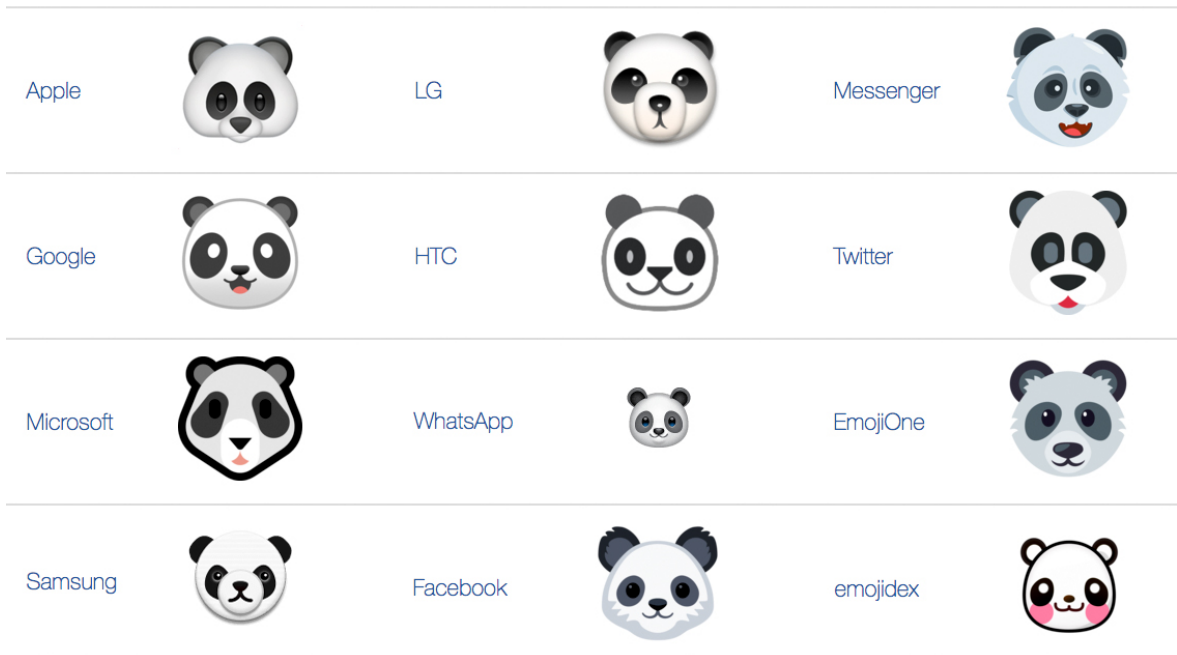 Apple
LG
Messenger
Google
HTC
Twitter
Microsoft
WhatsApp
EmojiOne
Samsung
Facebook
emojidex